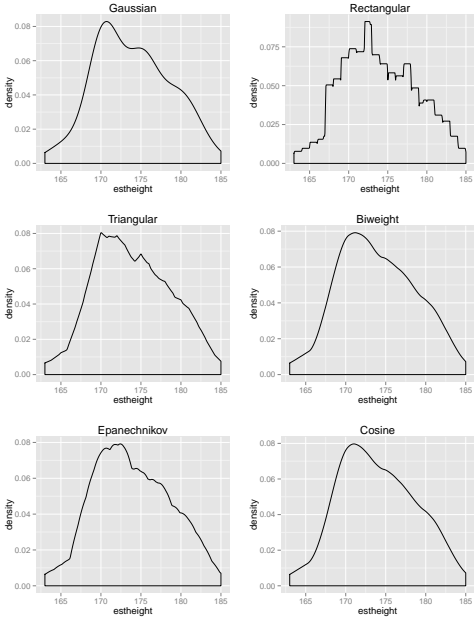 Gaussian
density
0.08
0.06
0.04
0.02
0.00
165 170 175 180 185
estheight
Rectangular
density
0.075
0.050
0.025
0.000
165 170 175 180 185
estheight
Triangular
density
0.08
0.06
0.04
0.02
0.00
165 170 175 180 185
estheight
Biweight
density
0.08
0.06
0.04
0.02
0.00
165 170 175 180 185
estheight
Epanechnikov
density
0.08
0.06
0.04
0.02
0.00
165 170 175 180 185
estheight
Cosine
density
0.08
0.06
0.04
0.02
0.00
165 170 175 180 185
estheight